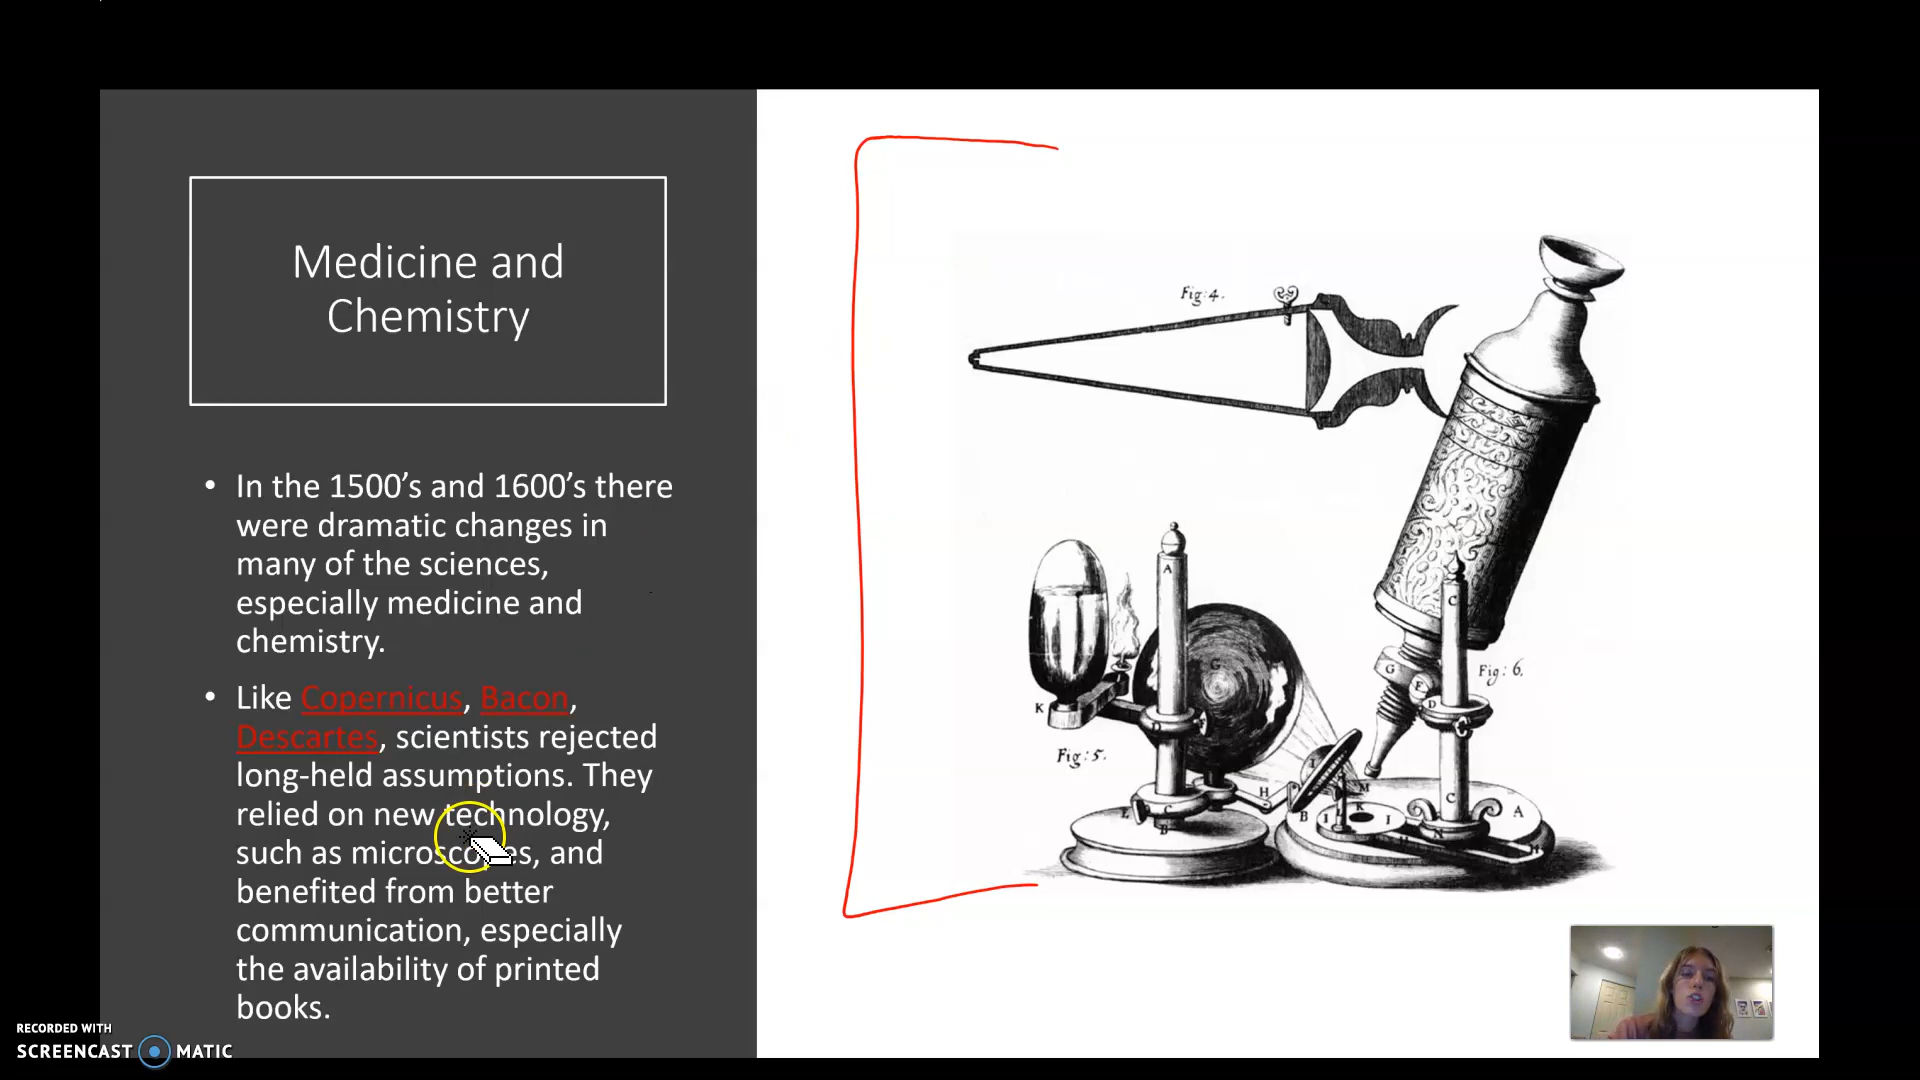 Medicine and
Chemistry
• In the 1500’s and 1600’s there
were dramatic changes in
many of the sciences,
especially medicine and
chemistry.
• Like Copernicus, Bacon,
Descartes, scientists rejected
long-held assumptions. They
relied on new technology,
such as microscopes, and
benefited from better
communication, especially
the availability of printed
books.
Fig: 4.
A
C
G
G
Fig: 6.
K
D
D
Fig: 5.
I
M
H
C
A
B
I
K
I
B
RECORDED WITH
SCREENCAST MATIC